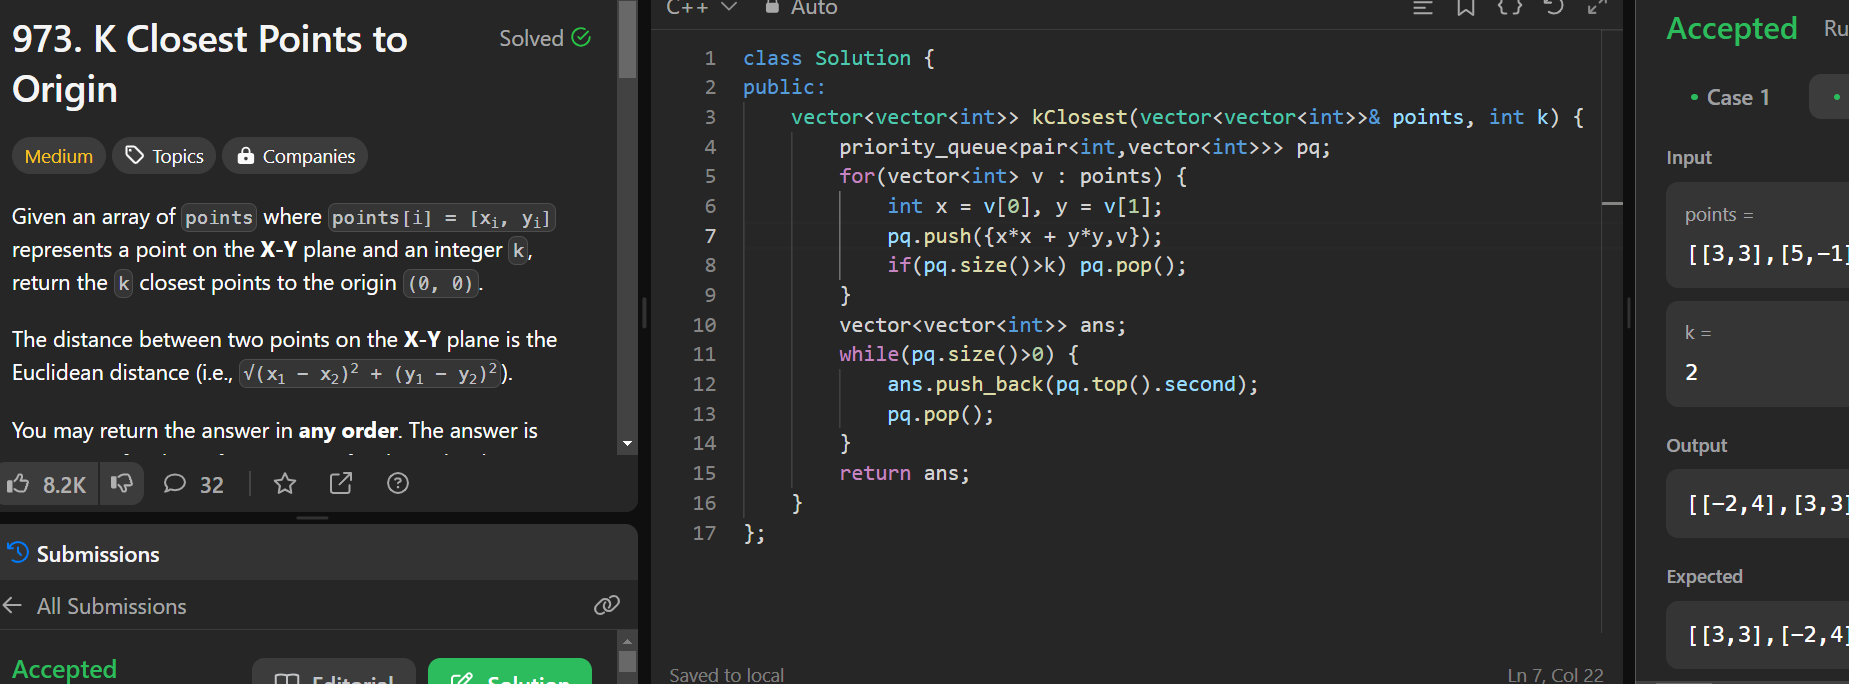 973. K Closest Points to
Origin
Solved
Medium
Topics
Companies
Given an array of points where points[i] = [xi, yi]
represents a point on the X-Y plane and an integer k,
return the k closest points to the origin (0, 0).
The distance between two points on the X-Y plane is the
Euclidean distance (i.e., √(x1 - x2)2 + (y1 - y2)2).
You may return the answer in any order. The answer is
8.2K
32
Submissions
All Submissions
Accepted
Editorial
Solution
C++
Auto
1 class Solution {
2 public:
3 vector<vector<int>> kClosest(vector<vector<int>>& points, int k) {
4 priority_queue<pair<int,vector<int>>> pq;
5 for(vector<int> v : points) {
6 int x = v[0], y = v[1];
7 pq.push({x*x + y*y,v});
8 if(pq.size()>k) pq.pop();
9 }
10 vector<vector<int>> ans;
11 while(pq.size()>0) {
12 ans.push_back(pq.top().second);
13 pq.pop();
14 }
15 return ans;
16 }
17 };
Saved to local
Ln 7, Col 22
Accepted
Ru
• Case 1
•
Input
points =
[[3,3],[5,-1]
k =
2
Output
[[-2,4],[3,3]
Expected
[[3,3],[-2,4]